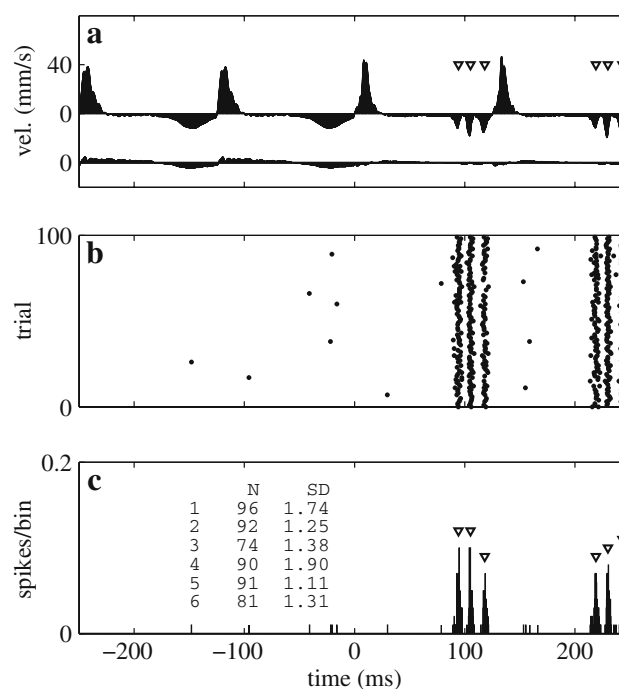 a
vel. (mm/s)
40
0
0
b
trial
100
0
c
spikes/bin
0.2
0
N SD
1 96 1.74
2 92 1.25
3 74 1.38
4 90 1.90
5 91 1.11
6 81 1.31
−200 −100 0 100 200
time (ms)